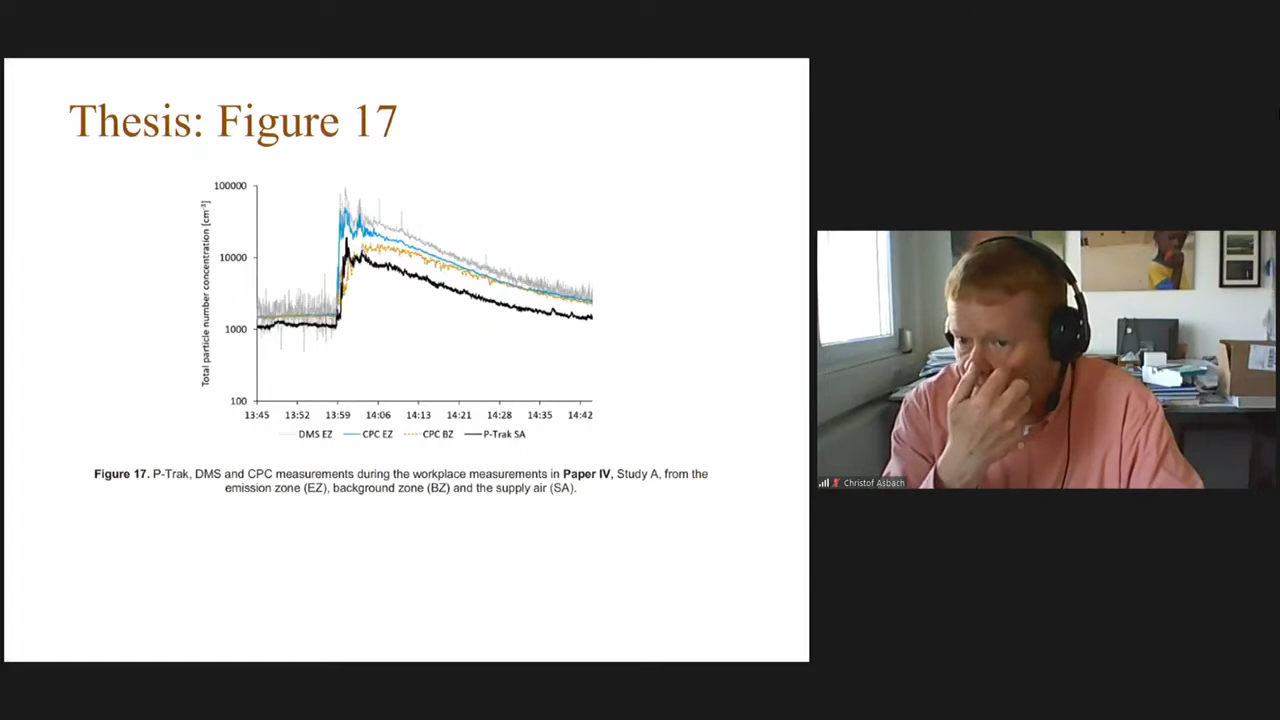 Thesis: Figure 17
Total particle number concentration [cm⁻³]
100000
10000
1000
100
13:45 13:52 13:59 14:06 14:13 14:21 14:28 14:35 14:42
DMS EZ CPC EZ CPC BZ P-Trak SA
Figure 17. P-Trak, DMS and CPC measurements during the workplace measurements in Paper IV, Study A, from the
emission zone (EZ), background zone (BZ) and the supply air (SA).
Christof Asbach